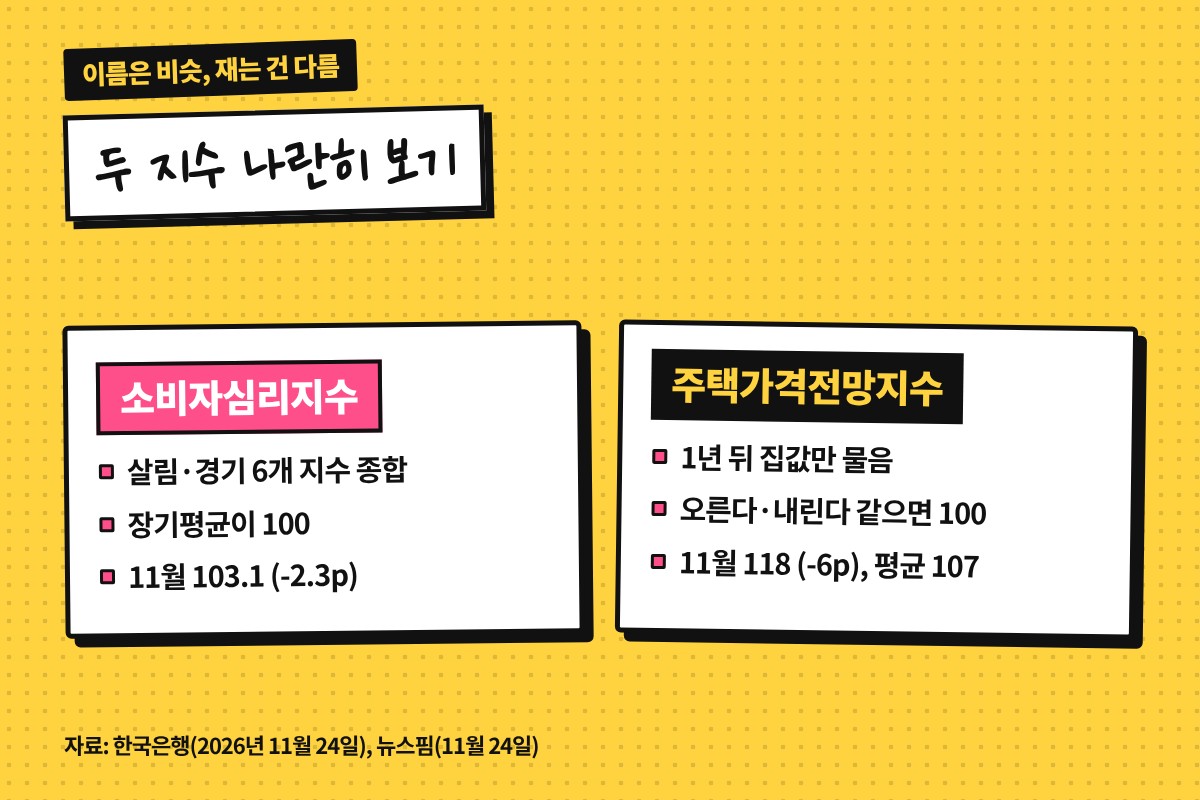 이름은 비슷, 재는 건 다름
두 지수 나란히 보기
소비자심리지수
살림·경기 6개 지수 종합
장기평균이 100
11월 103.1 (-2.3p)
주택가격전망지수
1년 뒤 집값만 물음
오른다·내린다 같으면 100
11월 118 (-6p), 평균 107
자료: 한국은행(2026년 11월 24일), 뉴스핌(11월 24일)